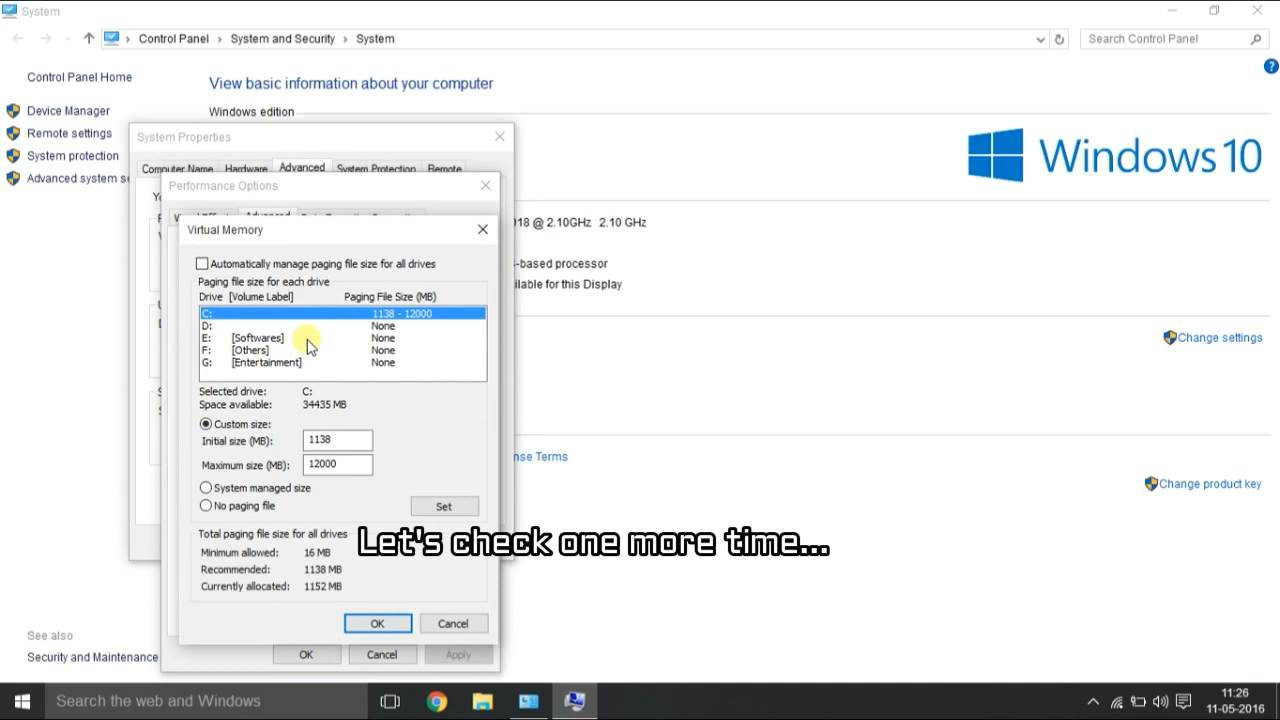 System
Control Panel > System and Security > System
Search Control Panel
Control Panel Home
View basic information about your computer
Device Manager
Windows edition
Remote settings
System Properties
Windows 10
System protection
Computer Name Hardware Advanced System Protection Remote
Advanced system se
Performance Options
Advanced
018 @ 2.10GHz 2.10 GHz
Virtual Memory
-based processor
Automatically manage paging file size for all drives
Paging file size for each drive
ilable for this Display
Drive [Volume Label] Paging File Size (MB)
C: 1138 - 12000
D: None
E: [Softwares] None
Change settings
F: [Others] None
G: [Entertainment] None
Selected drive: C:
Space available: 34435 MB
Custom size:
Initial size (MB): 1138
nse Terms
Maximum size (MB): 12000
System managed size
Change product key
No paging file
Set
Total paging file size for all drives
Let's check one more time...
Minimum allowed: 16 MB
Recommended: 1138 MB
Currently allocated: 1152 MB
OK Cancel
See also
Security and Maintenance
OK Cancel Apply
Search the web and Windows
11:26
11-05-2016